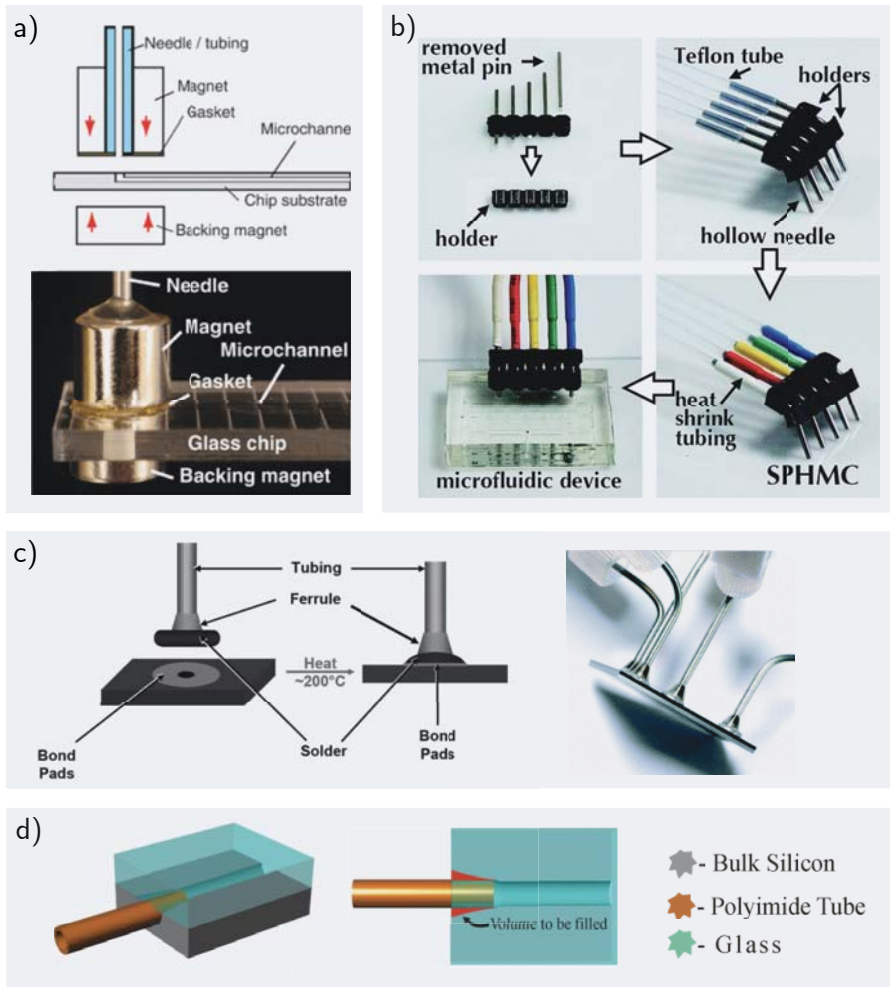 a)
Needle / tubing
Magnet
Gasket
Microchanne
Chip substrate
Backing magnet
Needle
Magnet
Microchannel
Gasket
Glass chip
Backing magnet
b)
removed
metal pin
holder
Teflon tube
holders
hollow needle
heat
shrink
tubing
SPHMC
microfluidic device
c)
Tubing
Ferrule
Heat
~200°C
Solder
Bond
Pads
Bond
Pads
d)
Volume to be filled
- Bulk Silicon
- Polyimide Tube
- Glass